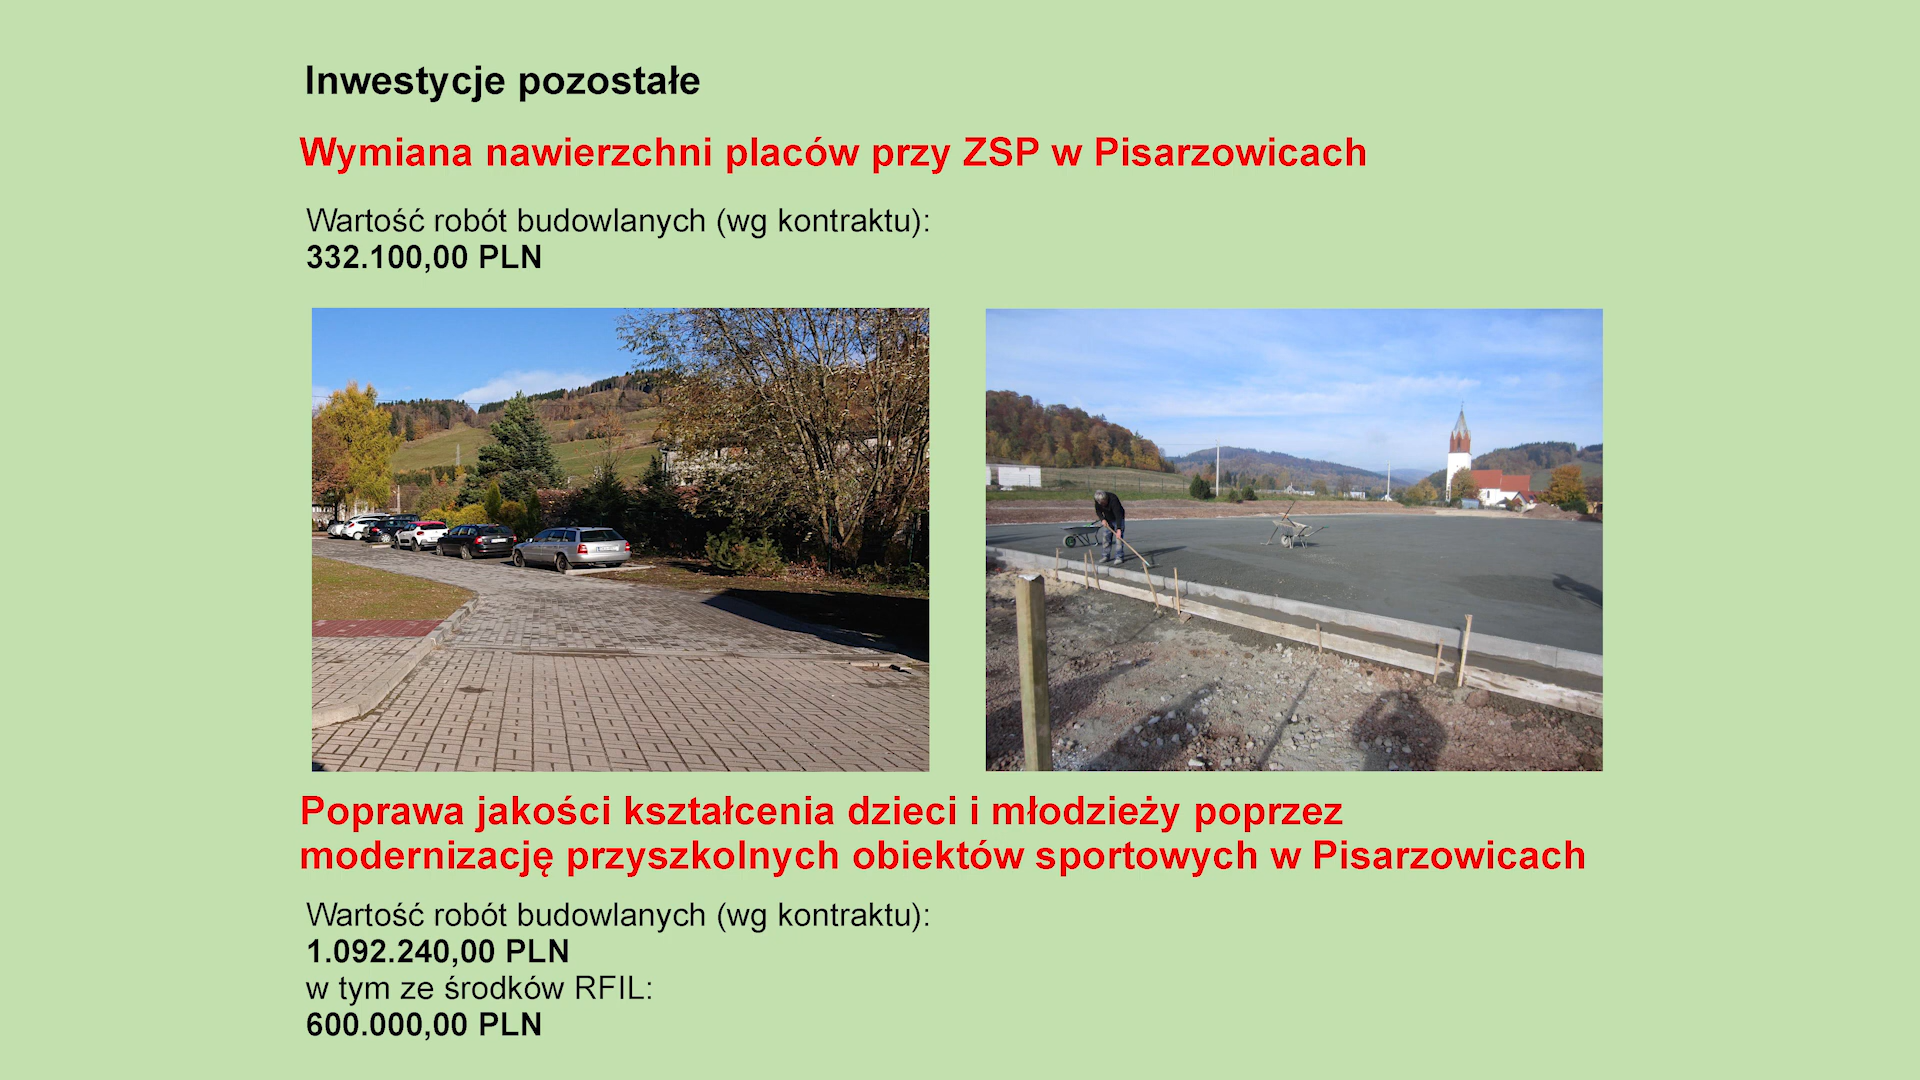 Inwestycje pozostałe
Wymiana nawierzchni placów przy ZSP w Pisarzowicach
Wartość robót budowlanych (wg kontraktu):
332.100,00 PLN
Poprawa jakości kształcenia dzieci i młodzieży poprzez
modernizację przyszkolnych obiektów sportowych w Pisarzowicach
Wartość robót budowlanych (wg kontraktu):
1.092.240,00 PLN
w tym ze środków RFIL:
600.000,00 PLN